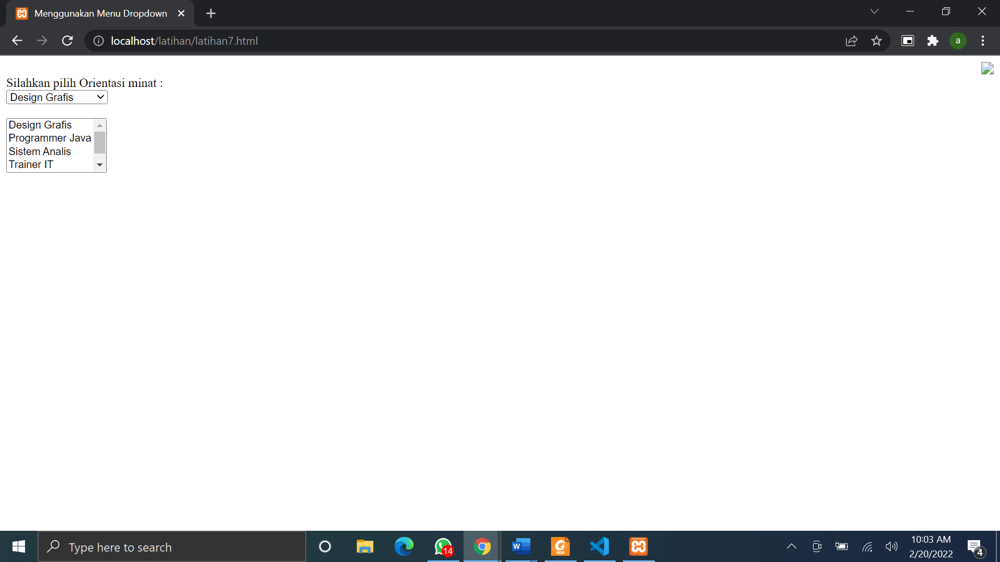 Menggunakan Menu Dropdown
localhost/latihan/latihan7.html
a
Silahkan pilih Orientasi minat :
Design Grafis
Design Grafis
Programmer Java
Sistem Analis
Trainer IT
Type here to search
14
W
PDF
10:03 AM
2/20/2022
4